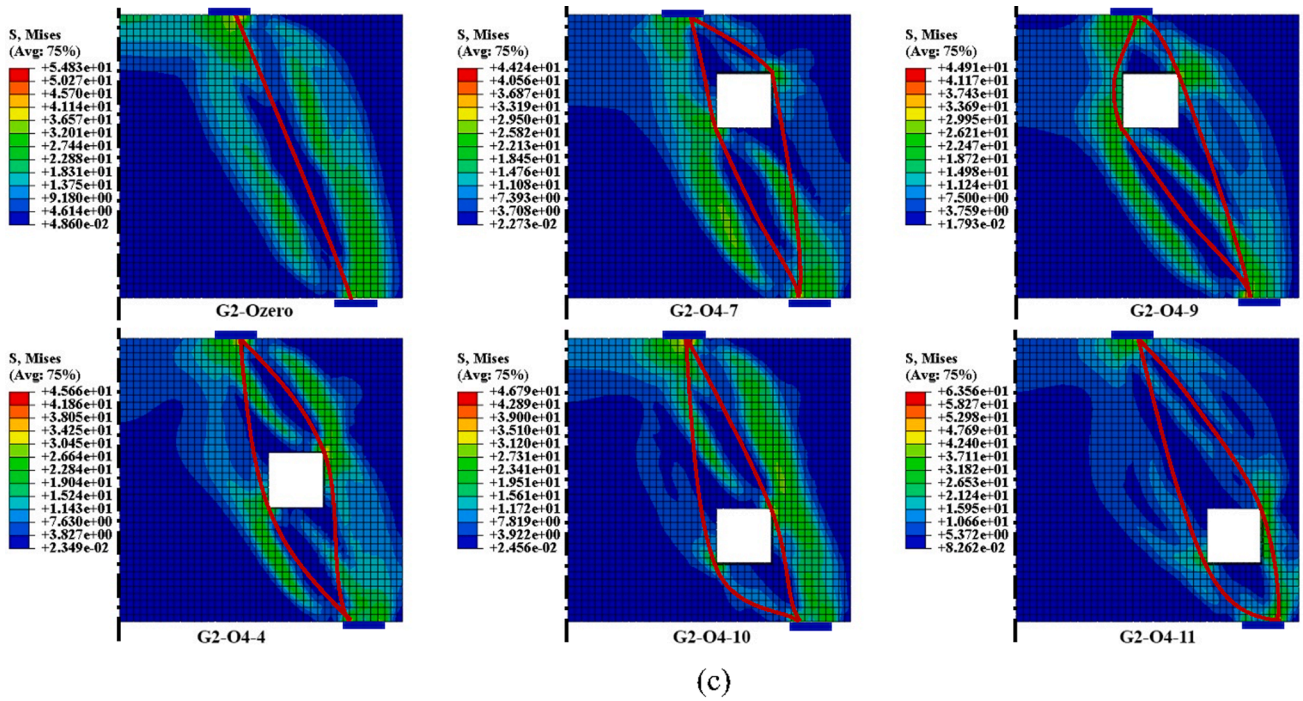 S, Mises
(Avg: 75%)
+5.483e+01
+5.027e+01
+4.570e+01
+4.114e+01
+3.657e+01
+3.201e+01
+2.744e+01
+2.288e+01
+1.831e+01
+1.375e+01
+9.180e+00
+4.614e+00
+4.860e-02
G2-Ozero
S, Mises
(Avg: 75%)
+4.424e+01
+4.056e+01
+3.687e+01
+3.319e+01
+2.950e+01
+2.582e+01
+2.213e+01
+1.845e+01
+1.476e+01
+1.108e+01
+7.393e+00
+3.708e+00
+2.273e-02
G2-O4-7
S, Mises
(Avg: 75%)
+4.491e+01
+4.117e+01
+3.743e+01
+3.369e+01
+2.995e+01
+2.621e+01
+2.247e+01
+1.872e+01
+1.498e+01
+1.124e+01
+7.500e+00
+3.759e+00
+1.793e-02
G2-O4-9
S, Mises
(Avg: 75%)
+4.566e+01
+4.186e+01
+3.805e+01
+3.425e+01
+3.045e+01
+2.664e+01
+2.284e+01
+1.904e+01
+1.524e+01
+1.143e+01
+7.630e+00
+3.827e+00
+2.349e-02
G2-O4-4
S, Mises
(Avg: 75%)
+4.679e+01
+4.289e+01
+3.900e+01
+3.510e+01
+3.120e+01
+2.731e+01
+2.341e+01
+1.951e+01
+1.561e+01
+1.172e+01
+7.819e+00
+3.922e+00
+2.456e-02
G2-O4-10
S, Mises
(Avg: 75%)
+6.356e+01
+5.827e+01
+5.298e+01
+4.769e+01
+4.240e+01
+3.711e+01
+3.182e+01
+2.653e+01
+2.124e+01
+1.595e+01
+1.066e+01
+5.372e+00
+8.262e-02
G2-O4-11
(c)